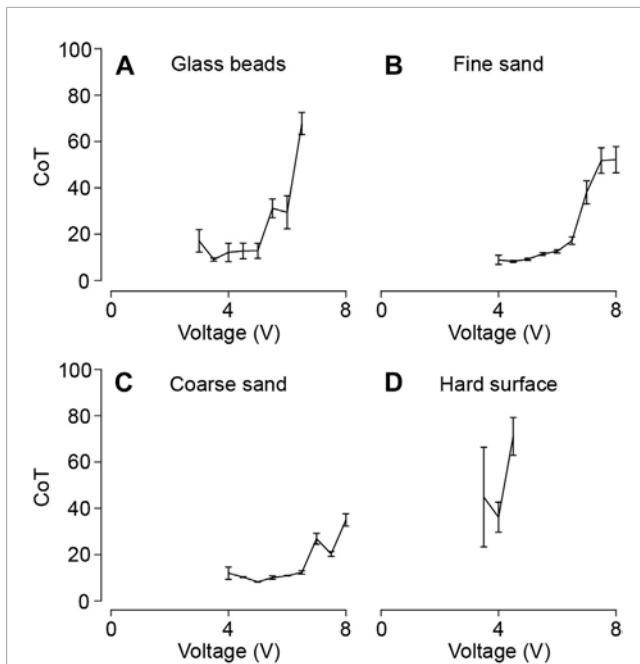 A Glass beads
B Fine sand
100
80
60
40
20
0
CoT
0 4 8
Voltage (V)
0 4 8
Voltage (V)
C Coarse sand
D Hard surface
100
80
60
40
20
0
CoT
0 4 8
Voltage (V)
0 4 8
Voltage (V)